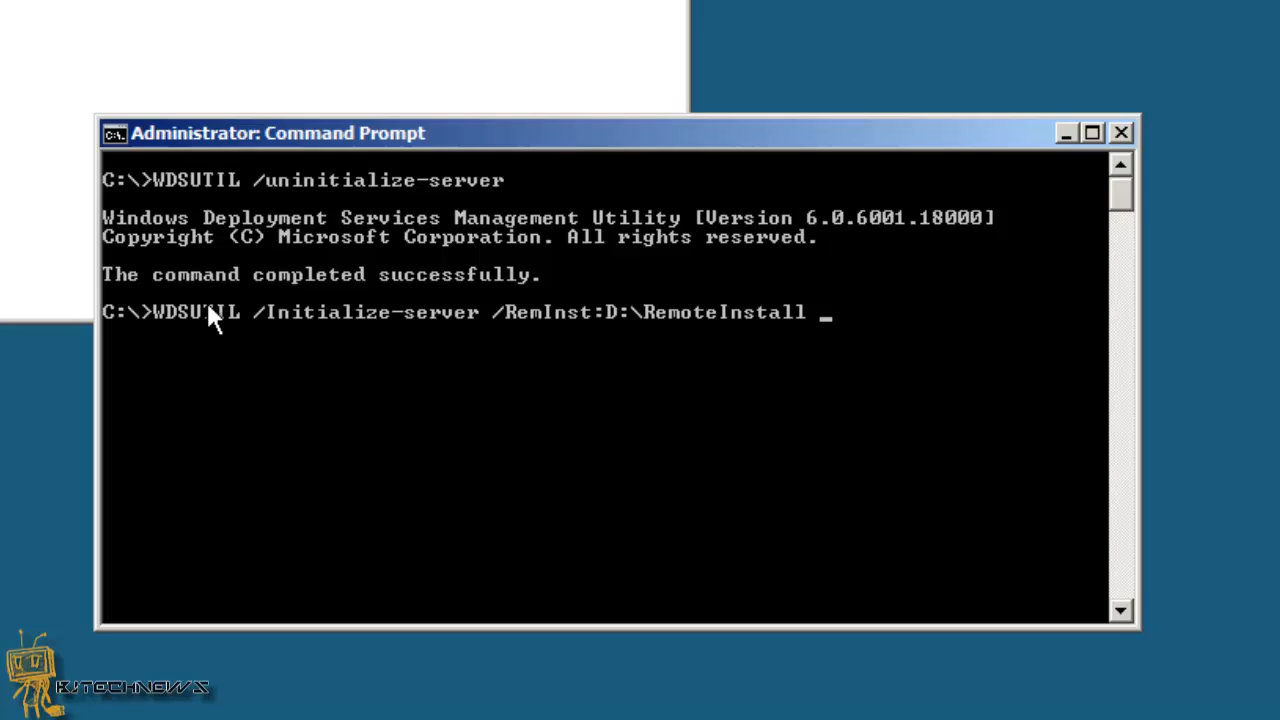 Administrator: Command Prompt
C:\>WDSUTIL /uninitialize-server
Windows Deployment Services Management Utility [Version 6.0.6001.18000]
Copyright (C) Microsoft Corporation. All rights reserved.
The command completed successfully.
C:\>WDSUTIL /Initialize-server /RemInst:D:\RemoteInstall _